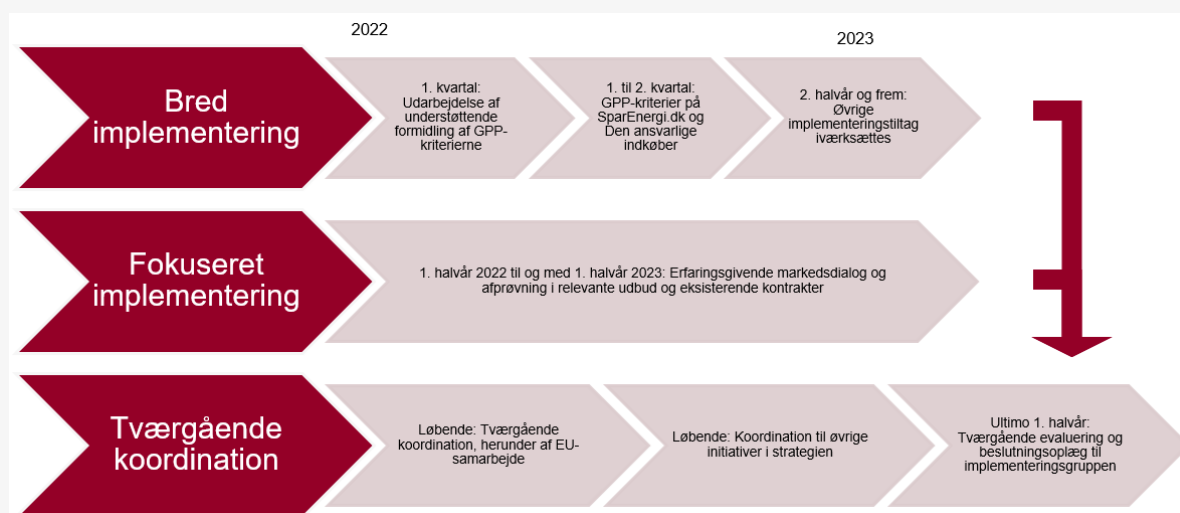 2022
2023
Bred
implementering
1. kvartal:
Udarbejdelse af
understøttende
formidling af GPP-
kriterierne
1. til 2. kvartal:
GPP-kriterier på
SparEnergi.dk og
Den ansvarlige
indkøber
2. halvår og frem:
Øvrige
implementeringstiltag
iværksættes
Fokuseret
implementering
1. halvår 2022 til og med 1. halvår 2023: Erfaringsgivende markedsdialog og
afprøvning i relevante udbud og eksisterende kontrakter
Tværgående
koordination
Løbende: Tværgående
koordination, herunder af EU-
samarbejde
Løbende: Koordination til øvrige
initiativer i strategien
Ultimo 1. halvår:
Tværgående evaluering og
beslutningsoplæg til
implementeringsgruppen